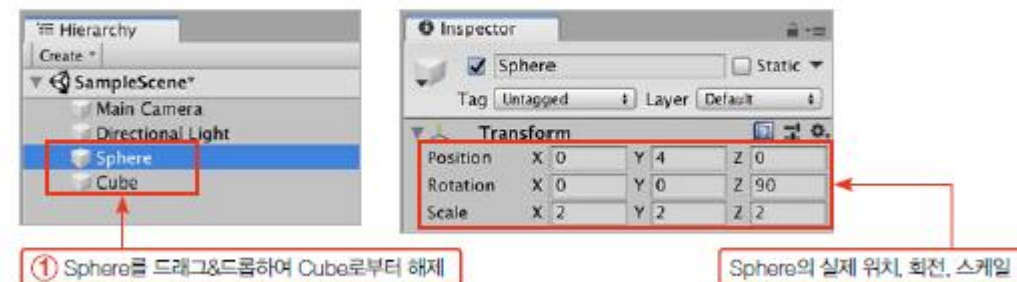 Hierarchy
Create
SampleScene*
Main Camera
Directional Light
Sphere
Cube
① Sphere를 드래그&드롭하여 Cube로부터 해제
Inspector
Sphere Static
Tag Untagged Layer Default
Transform
Position X 0 Y 4 Z 0
Rotation X 0 Y 0 Z 90
Scale X 2 Y 2 Z 2
Sphere의 실제 위치, 회전, 스케일